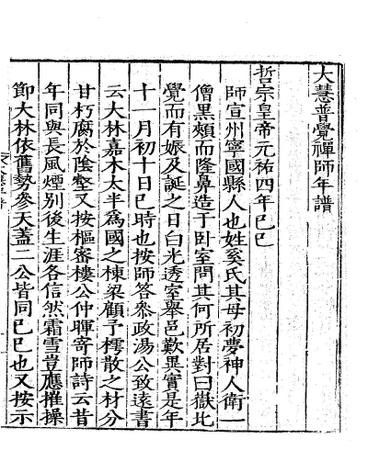 大慧普覺禪師年譜
哲宗皇帝元祐四年己巳
師宣州寧國縣人也姓奚氏其母初夢神人衛一
僧黑頰而隆鼻造于臥室問其何所居對曰嶽北
覺而有娠及誕之日白光透室舉邑歎異實是年
十一月初十日巳時也按師答參政湯公致遠書
云大林嘉木太半為國之棟梁顧予樗散之材分
甘朽腐於陰壑又按樞密樓公仲暉寄師詩云昔
年同與長風煙别後生涯各信然霜雪豈應摧操
節大林依舊勢參天蓋二公皆同己巳也又按示